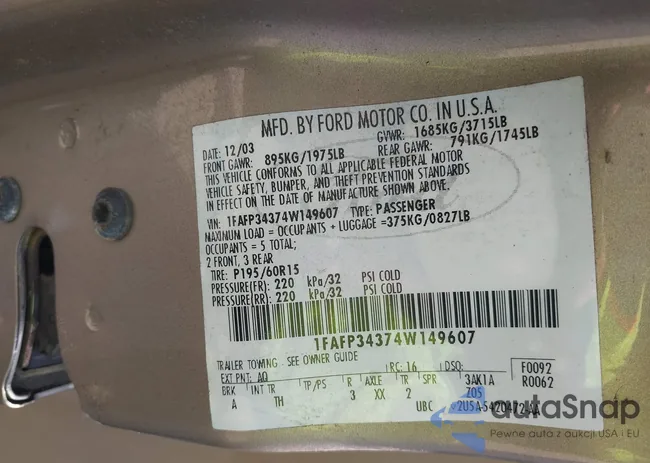 MFD. BY FORD MOTOR CO. IN U.S.A.
DATE: 12/03 GVWR: 1685KG/3715LB
FRONT GAWR: 895KG/1975LB REAR GAWR: 791KG/1745LB
THIS VEHICLE CONFORMS TO ALL APPLICABLE FEDERAL MOTOR
VEHICLE SAFETY, BUMPER, AND THEFT PREVENTION STANDARDS
IN EFFECT ON THE DATE OF MANUFACTURE SHOWN ABOVE.
VIN: 1FAFP34374W149607 TYPE: PASSENGER
MAXIMUM LOAD = OCCUPANTS + LUGGAGE =375KG/0827LB
OCCUPANTS = 5 TOTAL;
2 FRONT, 3 REAR
TIRE: P195/60R15
PRESSURE(FR): 220 kPa/32 PSI COLD
PRESSURE(RR): 220 kPa/32 PSI COLD
1FAFP34374W149607
TRAILER TOWING - SEE OWNER GUIDE
EXT PNT: AQ RC: 16 DSO: F0092
BRK INT TR TP/PS R AXLE TR SPR 3AK1A R0062
A TH 3 XX 2 Z05
UBC
autoSnap
Pewne auta z aukcji USA i EU